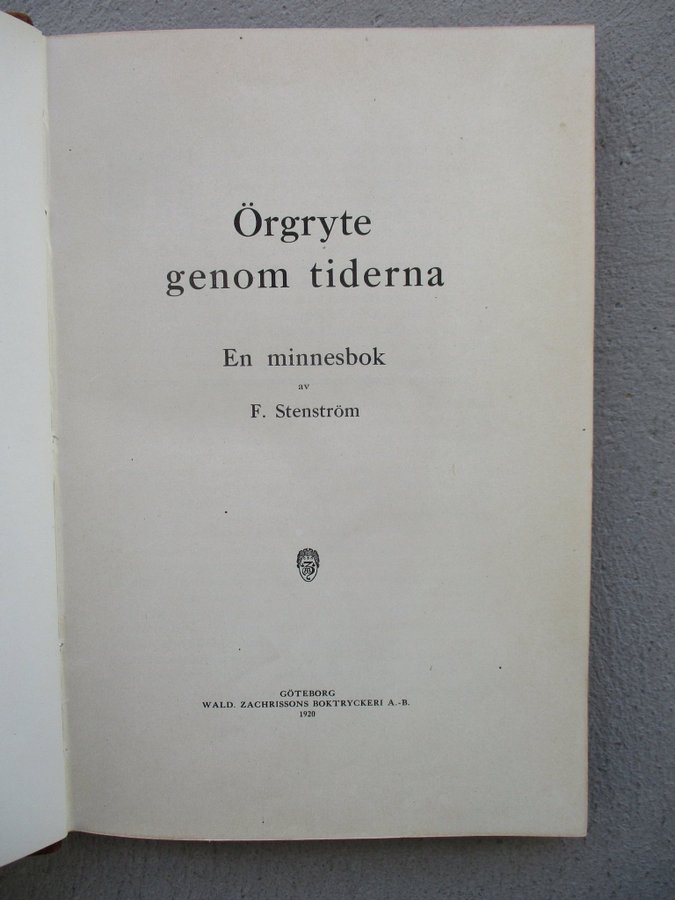 Örgryte
genom tiderna
En minnesbok
av
F. Stenström
GÖTEBORG
WALD. ZACHRISSONS BOKTRYCKERI A.-B.
1920